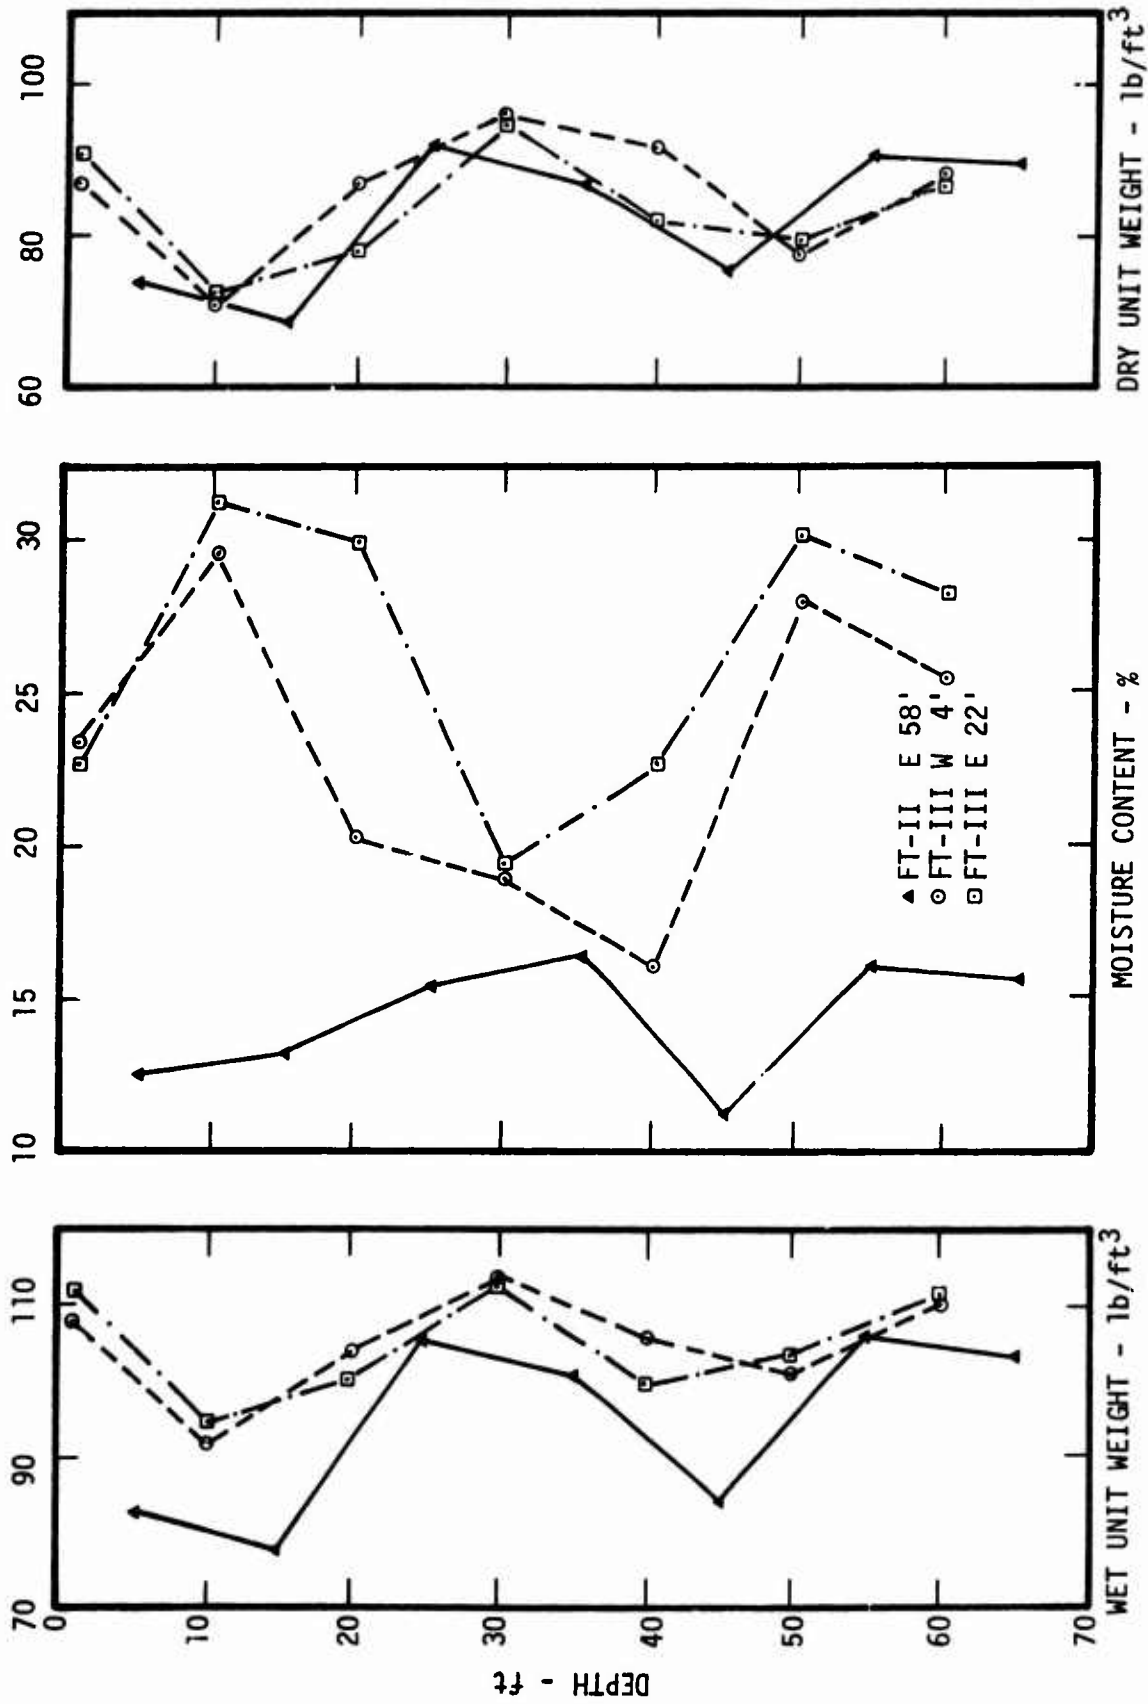 70 90 110
10 15 20 25 30
60 80 100
0
10
20
30
40
50
60
70
DEPTH - ft
▲ FT-II E 58'
⊙ FT-III W 4'
⊡ FT-III E 22'
WET UNIT WEIGHT - lb/ft³
MOISTURE CONTENT - %
DRY UNIT WEIGHT - lb/ft³